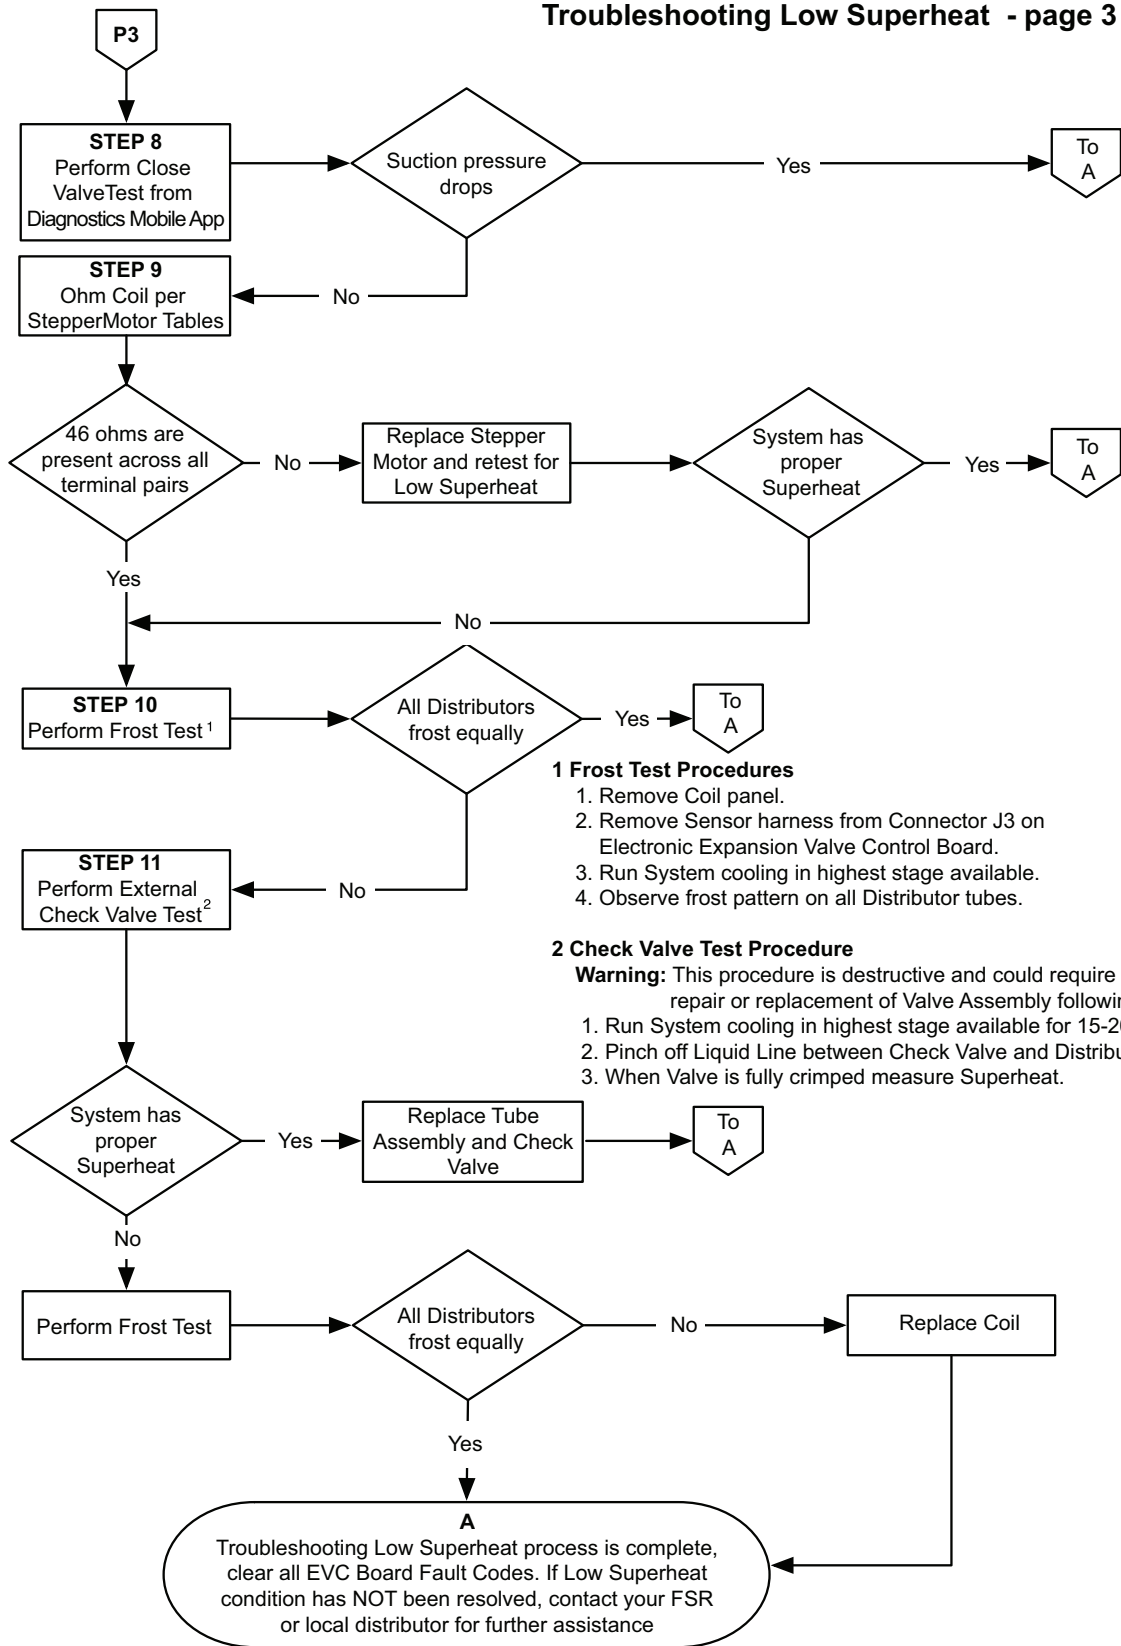 Troubleshooting Low Superheat - page 3
P3
STEP 8
Perform Close
ValveTest from
Diagnostics Mobile App
Suction pressure
drops
Yes
To
A
STEP 9
Ohm Coil per
StepperMotor Tables
No
46 ohms are
present across all
terminal pairs
No
Replace Stepper
Motor and retest for
Low Superheat
System has
proper
Superheat
Yes
To
A
Yes
No
STEP 10
Perform Frost Test 1
All Distributors
frost equally
Yes
To
A
1 Frost Test Procedures
1. Remove Coil panel.
2. Remove Sensor harness from Connector J3 on
Electronic Expansion Valve Control Board.
3. Run System cooling in highest stage available.
4. Observe frost pattern on all Distributor tubes.
STEP 11
Perform External
Check Valve Test 2
No
2 Check Valve Test Procedure
Warning: This procedure is destructive and could require
repair or replacement of Valve Assembly
1. Run System cooling in highest stage available for
2. Pinch off Liquid Line between Check Valve and
3. When Valve is fully crimped measure Superheat.
System has
proper
Superheat
Yes
Replace Tube
Assembly and Check
Valve
To
A
No
Perform Frost Test
All Distributors
frost equally
No
Replace Coil
Yes
A
Troubleshooting Low Superheat process is complete,
clear all EVC Board Fault Codes. If Low Superheat
condition has NOT been resolved, contact your FSR
or local distributor for further assistance